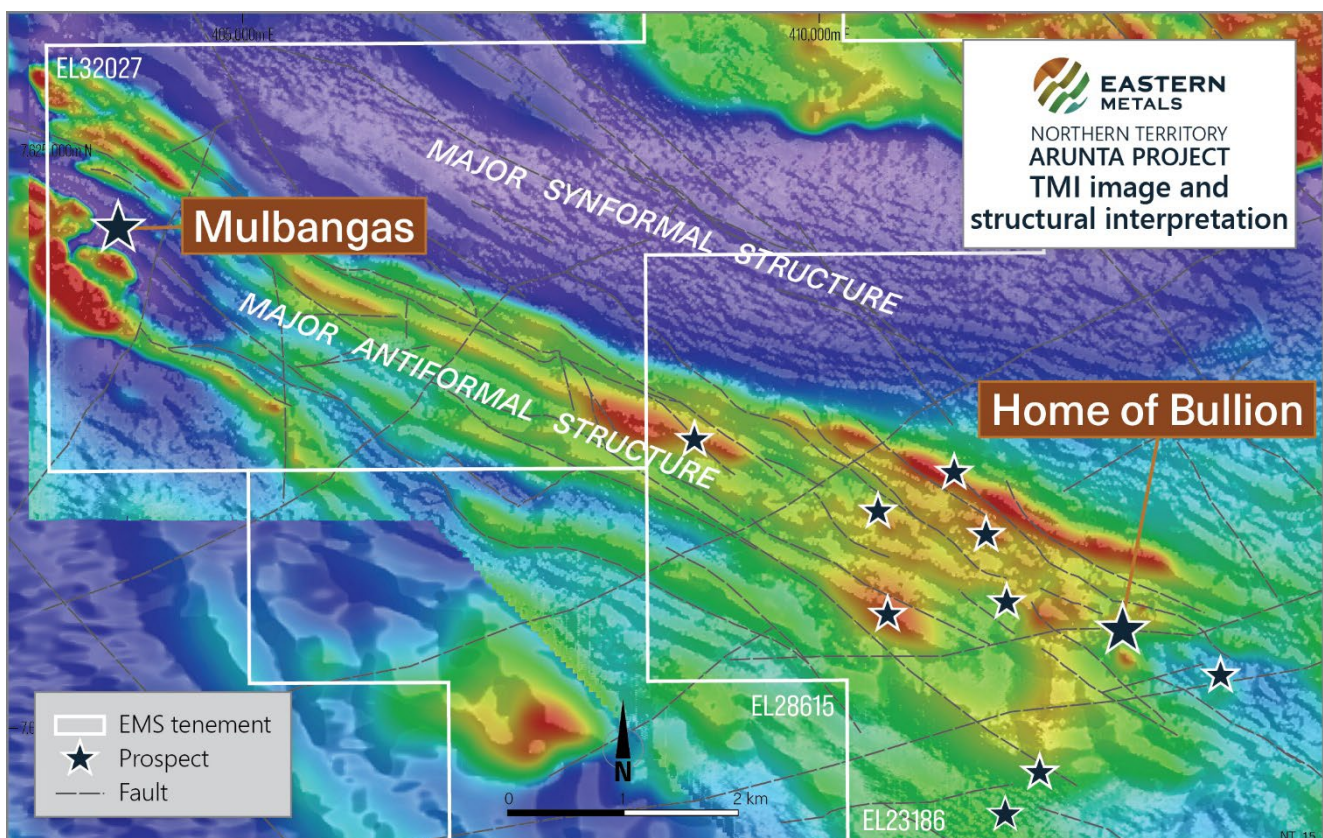 405,000m E
410,000m E
EL32027
EASTERN
METALS
NORTHERN TERRITORY
ARUNTA PROJECT
TMI image and
structural interpretation
7,625,000m N
MAJOR SYNFORMAL STRUCTURE
Mulbangas
MAJOR ANTIFORMAL STRUCTURE
Home of Bullion
EL28615
EMS tenement
Prospect
Fault
N
0 1 2 km
EL23186
NT_15